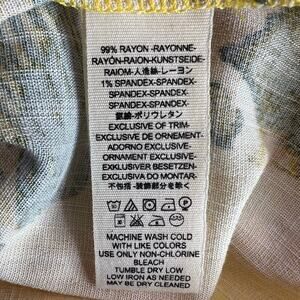 99% RAYON -RAYONNE-
RAYÓN-RAION-KUNSTSEIDE-
RAIOM-人造絲-レーヨン
1% SPANDEX-SPANDEX-
SPANDEX-SPANDEX-
SPANDEX-SPANDEX-
氨綸-ポリウレタン
EXCLUSIVE OF TRIM-
EXCLUSIVE DE ORNEMENT-
ADORNO EXCLUSIVO-
ORNAMENT EXCLUSIVE-
EXKLUSIVER BESETZEN-
EXCLUSIVA DO MONTAR-
不包括-装飾部分を除く
MACHINE WASH COLD
WITH LIKE COLORS
USE ONLY NON-CHLORINE
BLEACH
TUMBLE DRY LOW
LOW IRON AS NEEDED
MAY BE DRY CLEANED